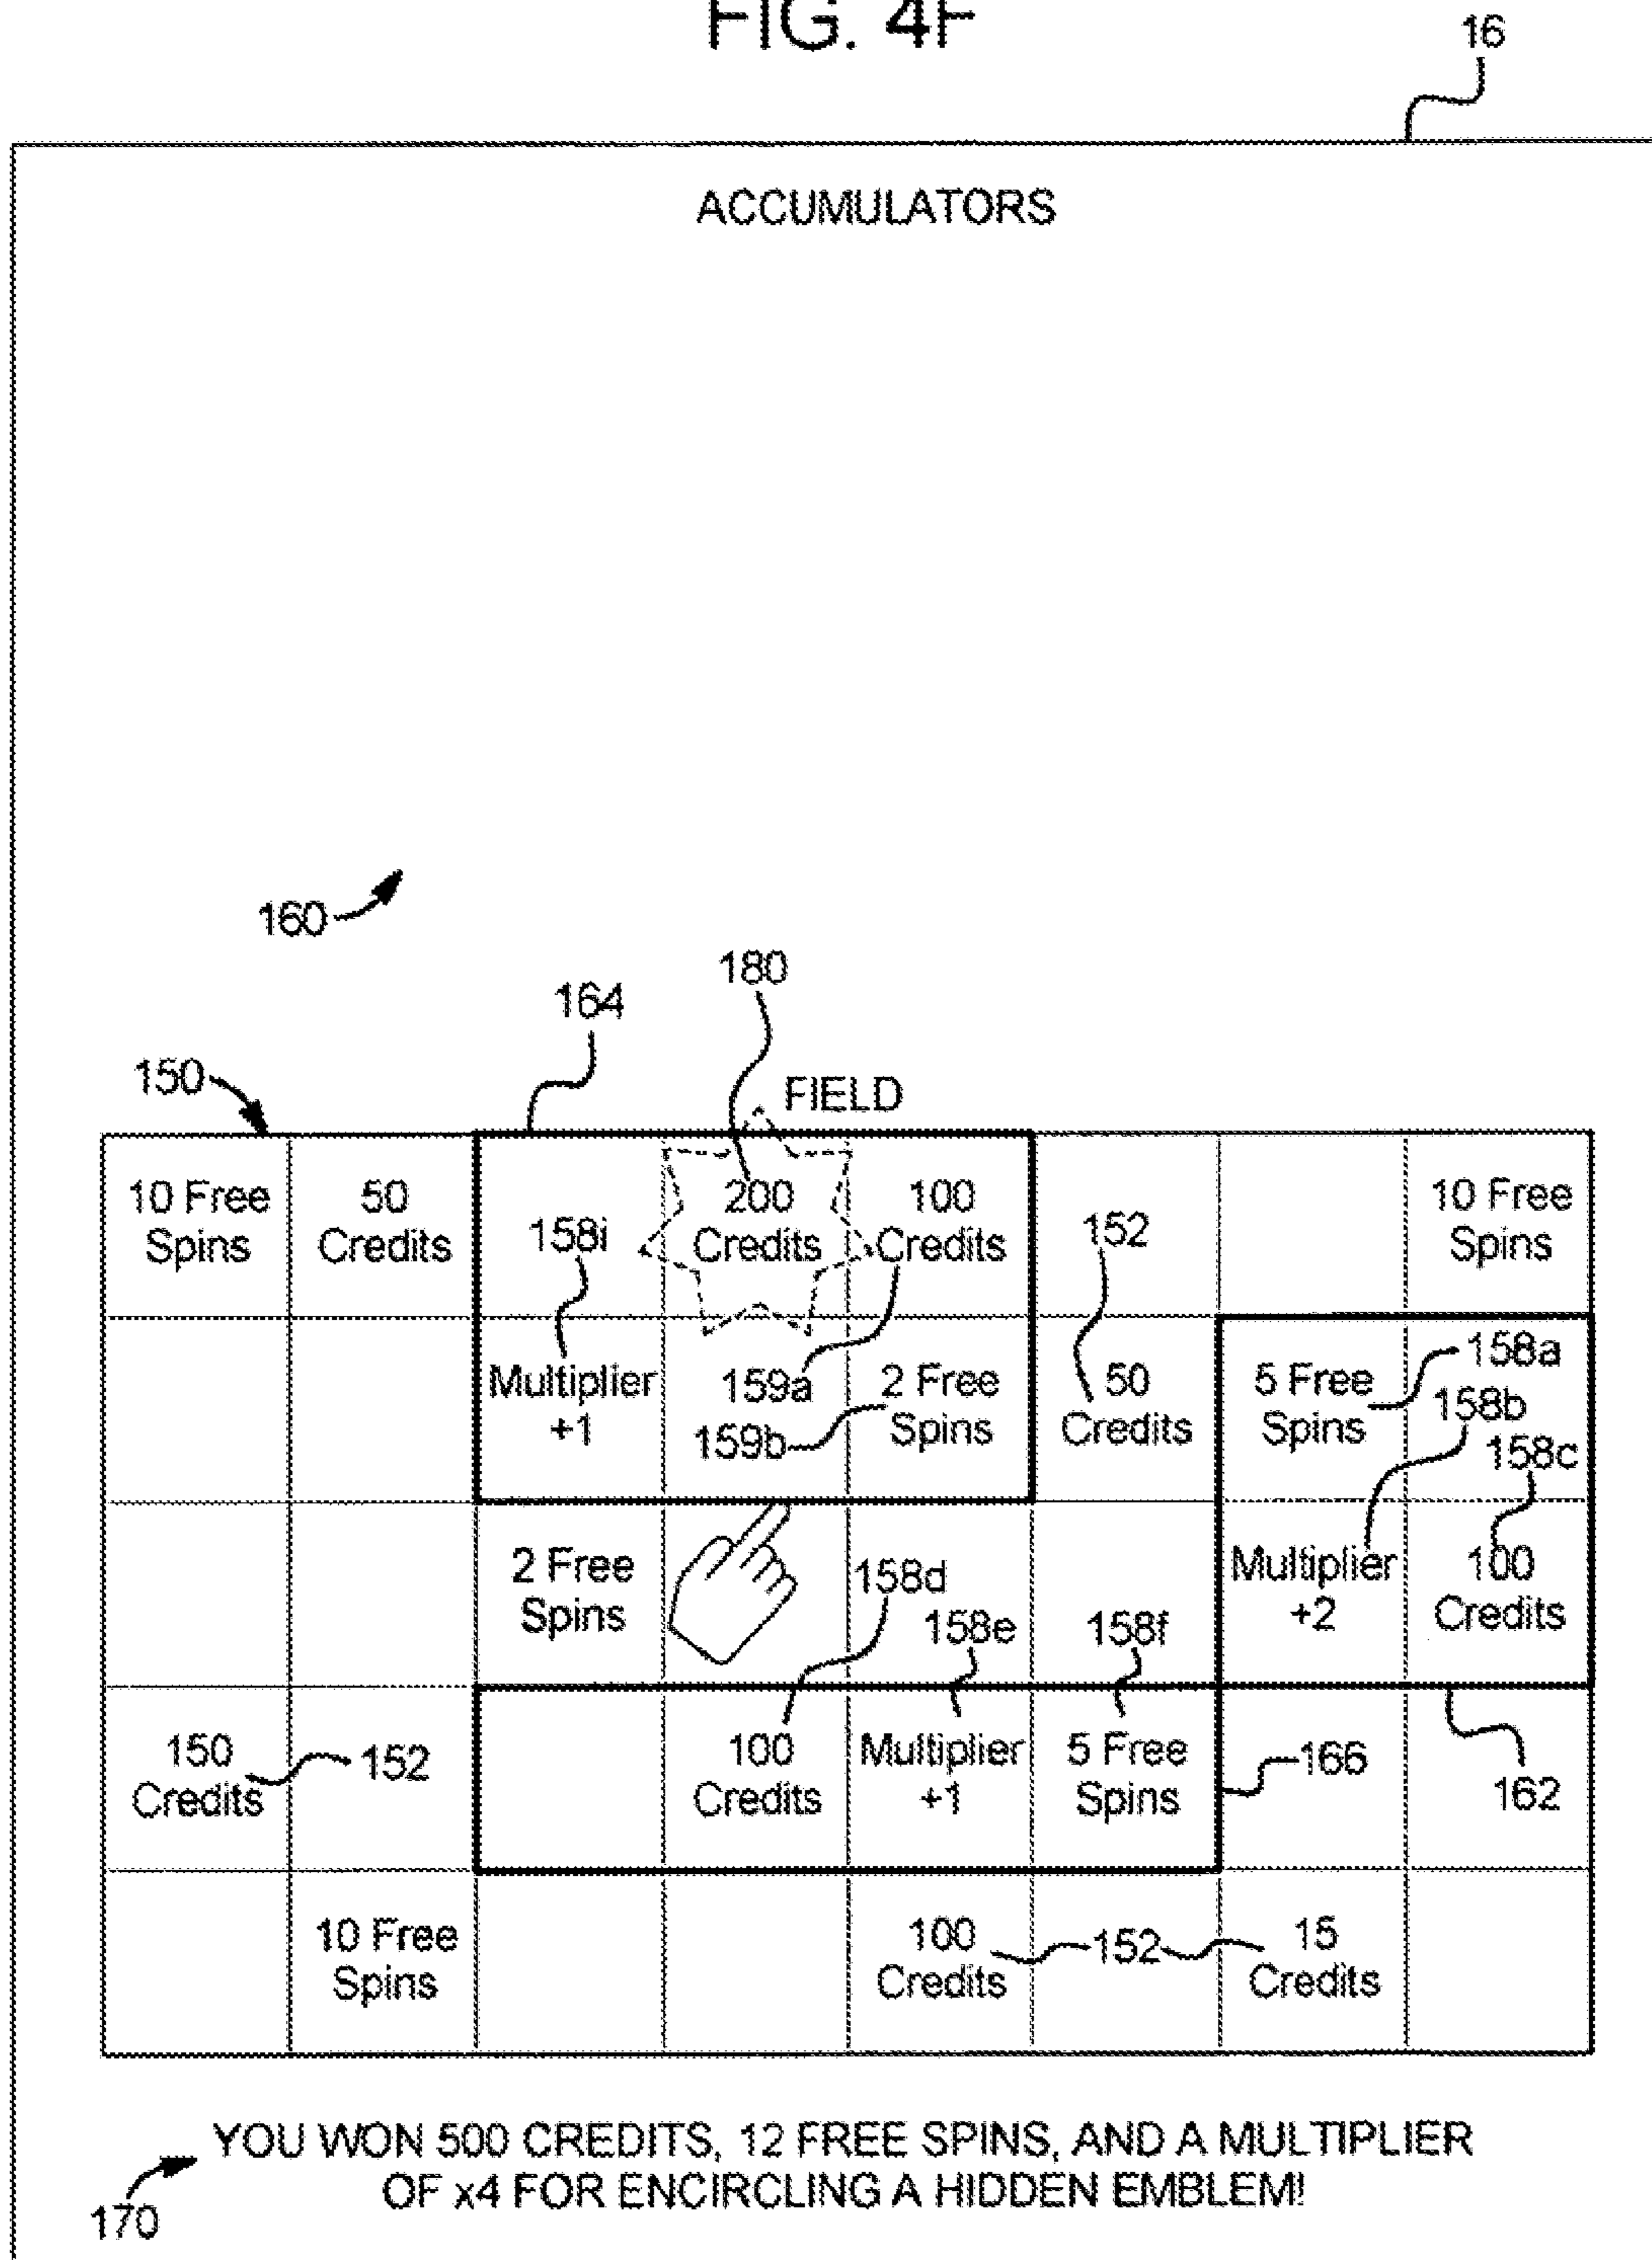 FIG. 4F
16
ACCUMULATORS
160
180
164
150
FIELD
10 Free
Spins
50
Credits
158i
200
Credits
100
Credits
152
10 Free
Spins
Multiplier
+1
159a
159b
2 Free
Spins
50
Credits
5 Free
Spins
158a
158b
158c
2 Free
Spins
158d
158e
158f
Multiplier
+2
100
Credits
150
Credits
152
100
Credits
Multiplier
+1
5 Free
Spins
166
162
10 Free
Spins
100
Credits
152
15
Credits
YOU WON 500 CREDITS, 12 FREE SPINS, AND A MULTIPLIER
OF x4 FOR ENCIRCLING A HIDDEN EMBLEM!
170